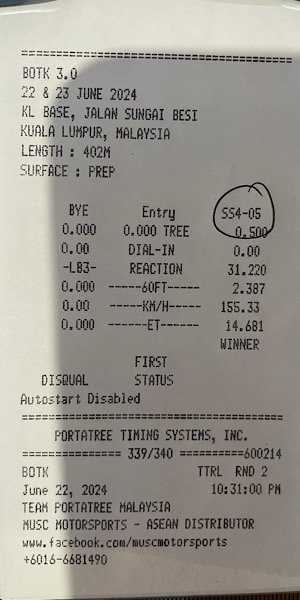 ==================================
BOTK 3.0
22 & 23 JUNE 2024
KL BASE, JALAN SUNGAI BESI
KUALA LUMPUR, MALAYSIA
LENGTH : 402M
SURFACE : PREP
BYE Entry SS4-05
0.000 0.000 TREE 0.500
0.00 DIAL-IN 0.00
-L83- REACTION 31.220
0.000 -----60FT----- 2.387
0.00 -----KM/H----- 155.33
0.000 ------ET------ 14.681
WINNER
FIRST
DISQUAL STATUS
Autostart Disabled
==================================
PORTATREE TIMING SYSTEMS, INC.
============= 339/340 ==========600214
BOTK TTRL RND 2
June 22, 2024 10:31:00 PM
TEAM PORTATREE MALAYSIA
MUSC MOTORSPORTS - ASEAN DISTRIBUTOR
www.facebook.com/muscmotorsports
+6016-6681490